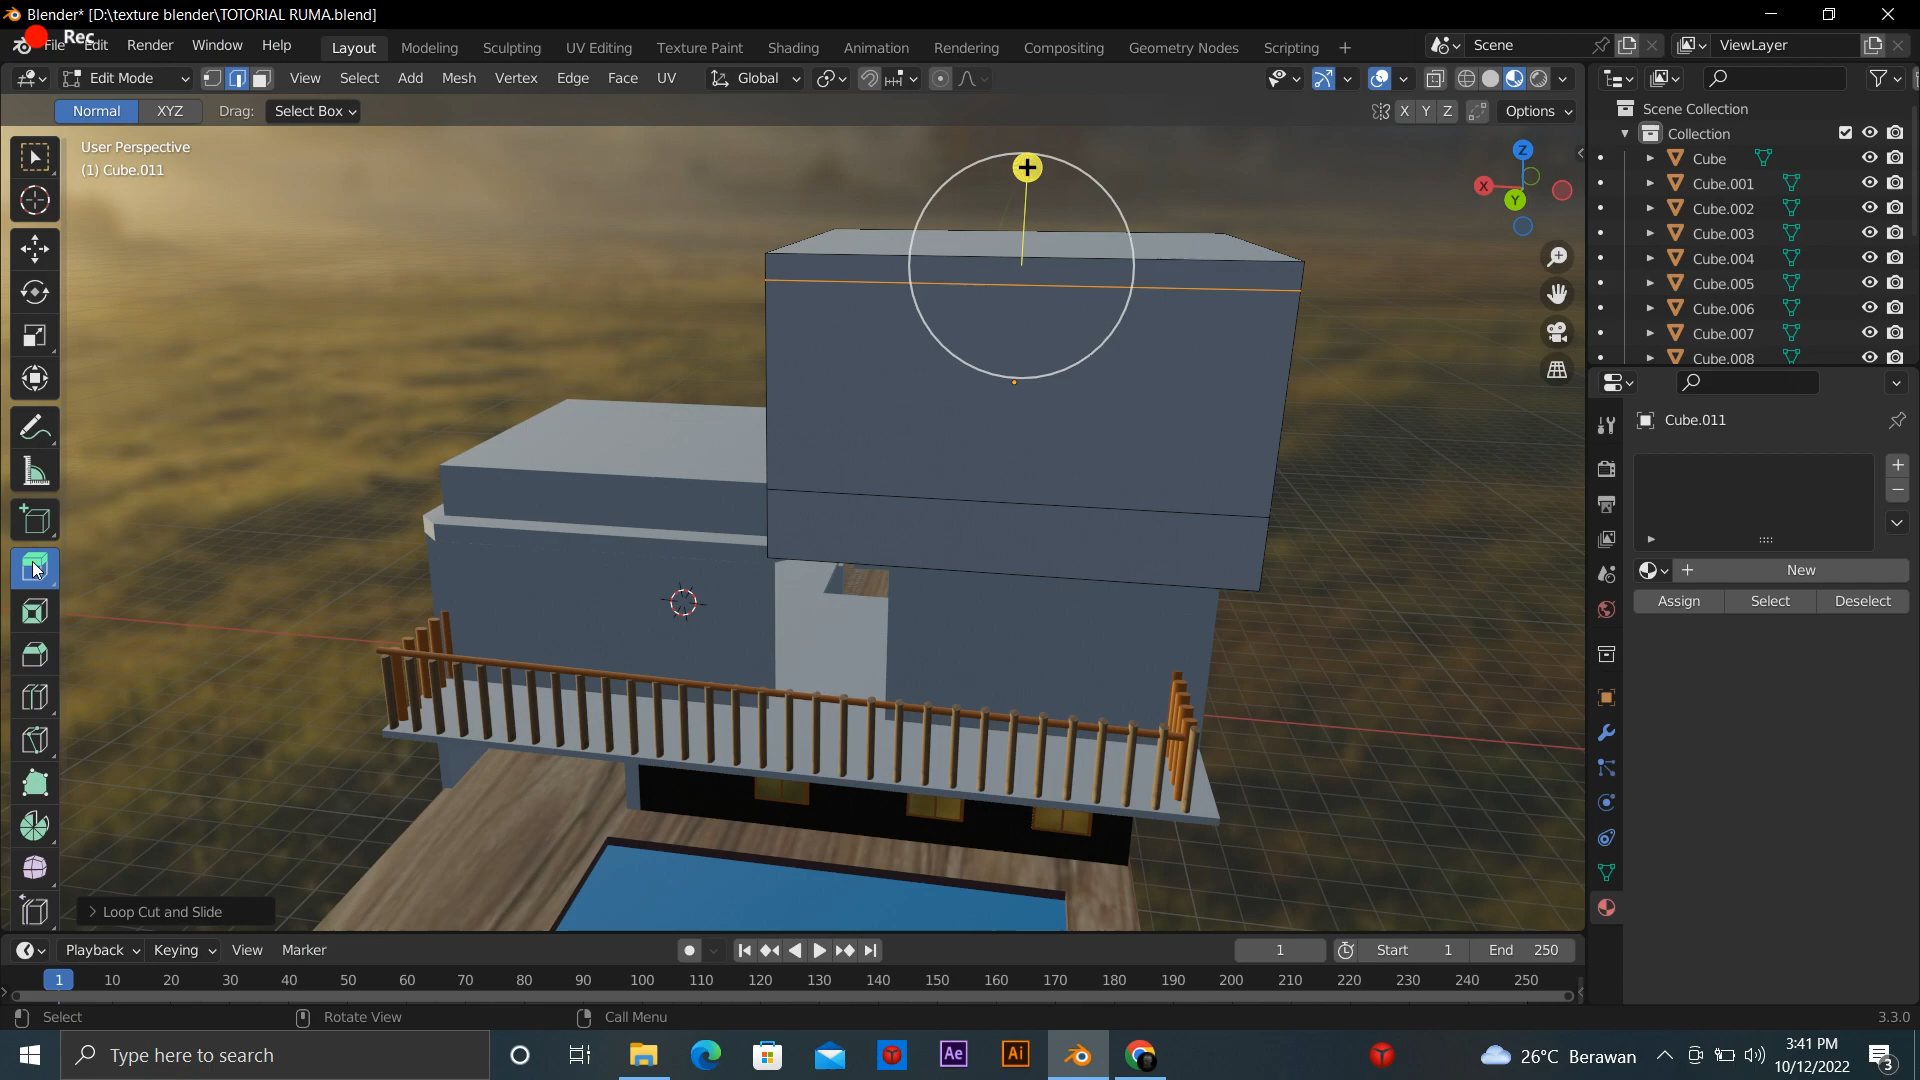 Blender* [D:\texture blender\TOTORIAL RUMA.blend]
Rec
File Edit Render Window Help Layout Modeling Sculpting UV Editing Texture Paint Shading Animation Rendering Compositing Geometry Nodes Scripting + Scene ViewLayer
Edit Mode View Select Add Mesh Vertex Edge Face UV Global
Normal XYZ Drag: Select Box X Y Z Options
User Perspective
(1) Cube.011
Z
X
Y
Scene Collection
Collection
Cube
Cube.001
Cube.002
Cube.003
Cube.004
Cube.005
Cube.006
Cube.007
Cube.008
Cube.011
New
Assign Select Deselect
Loop Cut and Slide
Playback Keying View Marker 1 Start 1 End 250
1 10 20 30 40 50 60 70 80 90 100 110 120 130 140 150 160 170 180 190 200 210 220 230 240 250
Select Rotate View Call Menu 3.3.0
Type here to search
Ae
Ai
26°C Berawan
3:41 PM
10/12/2022
3